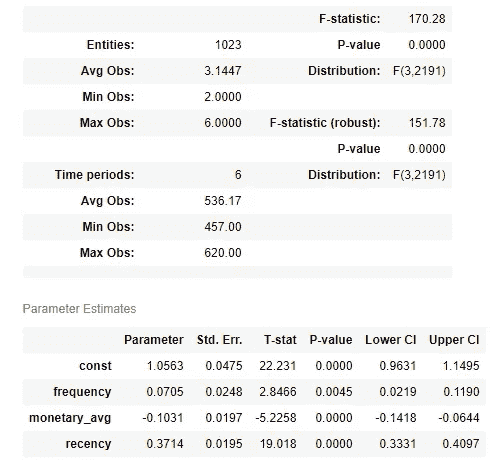 F-statistic: 170.28
Entities: 1023 P-value 0.0000
Avg Obs: 3.1447 Distribution: F(3,2191)
Min Obs: 2.0000
Max Obs: 6.0000 F-statistic (robust): 151.78
P-value 0.0000
Time periods: 6 Distribution: F(3,2191)
Avg Obs: 536.17
Min Obs: 457.00
Max Obs: 620.00
Parameter Estimates
Parameter Std. Err. T-stat P-value Lower CI Upper CI
const 1.0563 0.0475 22.231 0.0000 0.9631 1.1495
frequency 0.0705 0.0248 2.8466 0.0045 0.0219 0.1190
monetary_avg -0.1031 0.0197 -5.2258 0.0000 -0.1418 -0.0644
recency 0.3714 0.0195 19.018 0.0000 0.3331 0.4097